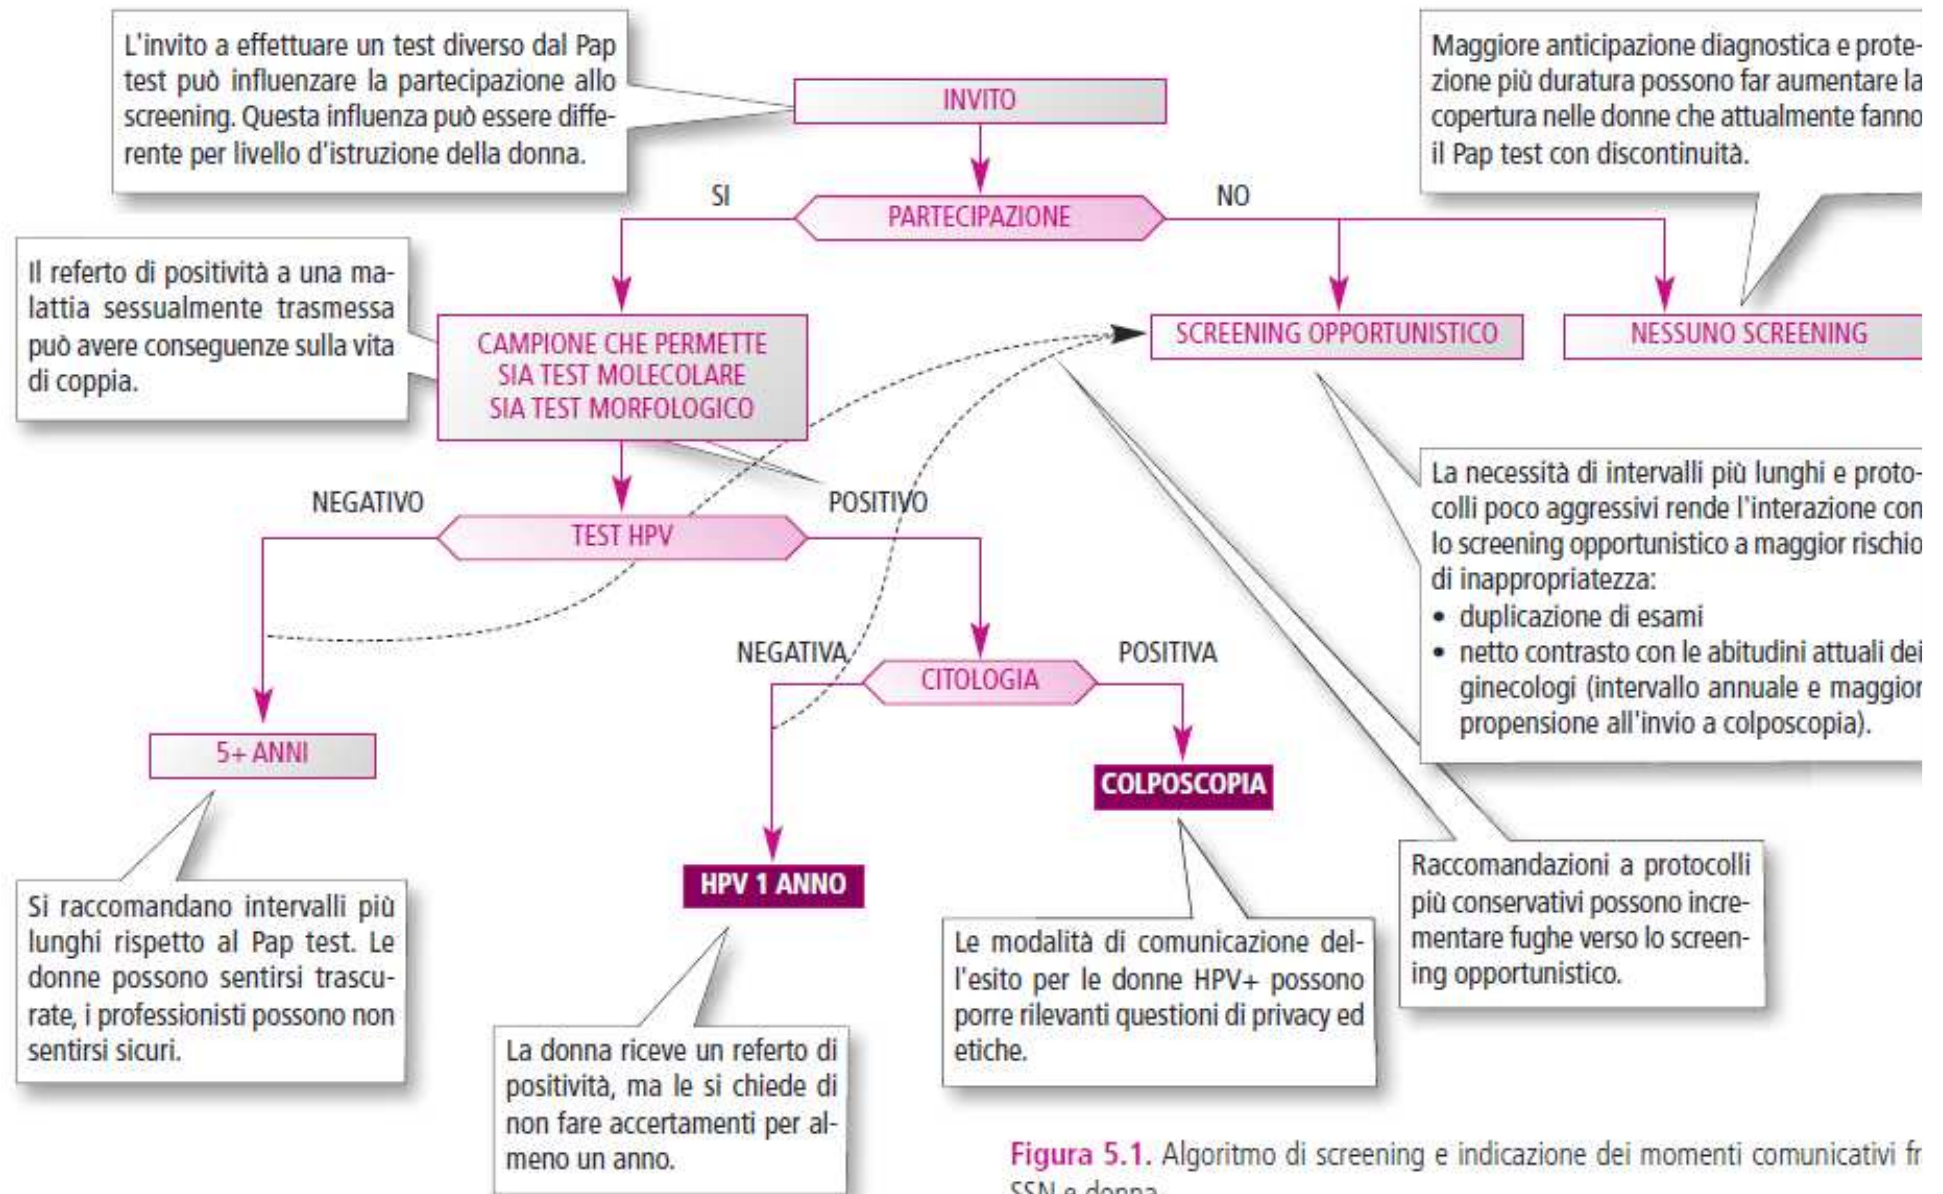 L'invito a effettuare un test diverso dal Pap
test può influenzare la partecipazione allo
screening. Questa influenza può essere diffe-
rente per livello d'istruzione della donna.
INVITO
Maggiore anticipazione diagnostica e prote-
zione più duratura possono far aumentare la
copertura nelle donne che attualmente fanno
il Pap test con discontinuità.
SI
PARTECIPAZIONE
NO
Il referto di positività a una ma-
lattia sessualmente trasmessa
può avere conseguenze sulla vita
di coppia.
CAMPIONE CHE PERMETTE
SIA TEST MOLECOLARE
SIA TEST MORFOLOGICO
SCREENING OPPORTUNISTICO
NESSUNO SCREENING
NEGATIVO
POSITIVO
TEST HPV
La necessità di intervalli più lunghi e proto-
colli poco aggressivi rende l'interazione con
lo screening opportunistico a maggior rischio
di inappropriatezza:
• duplicazione di esami
• netto contrasto con le abitudini attuali dei
ginecologi (intervallo annuale e maggior
propensione all'invio a colposcopia).
NEGATIVA
POSITIVA
CITOLOGIA
5+ ANNI
COLPOSCOPIA
HPV 1 ANNO
Si raccomandano intervalli più
lunghi rispetto al Pap test. Le
donne possono sentirsi trascu-
rate, i professionisti possono non
sentirsi sicuri.
La donna riceve un referto di
positività, ma le si chiede di
non fare accertamenti per al-
meno un anno.
Le modalità di comunicazione del-
l'esito per le donne HPV+ possono
porre rilevanti questioni di privacy ed
etiche.
Raccomandazioni a protocolli
più conservativi possono incre-
mentare fughe verso lo screen-
ing opportunistico.
Figura 5.1. Algoritmo di screening e indicazione dei momenti comunicativi fr
SSN e donna